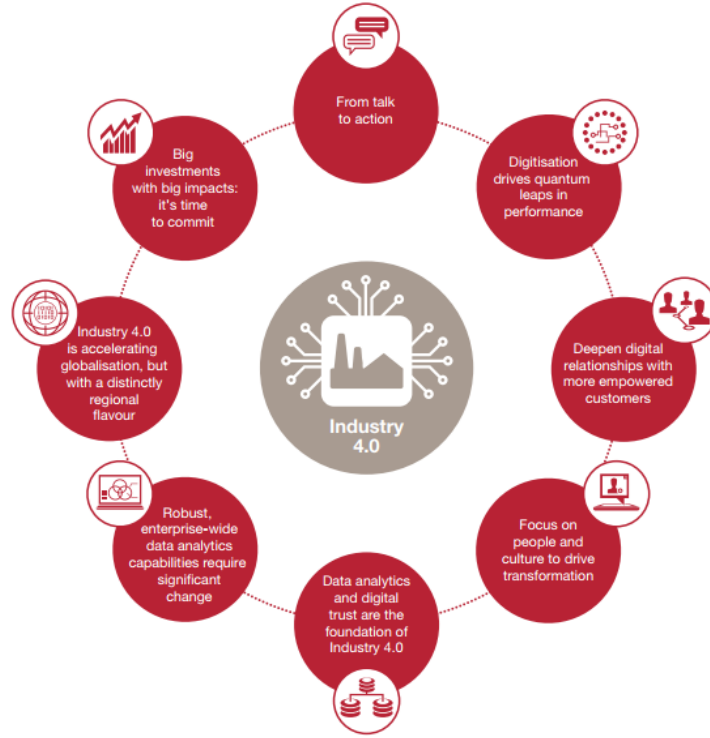 From talk
to action
Digitisation
drives quantum
leaps in
performance
Deepen digital
relationships with
more empowered
customers
Focus on
people and
culture to drive
transformation
Data analytics
and digital
trust are the
foundation of
Industry 4.0
Robust,
enterprise-wide
data analytics
capabilities require
significant
change
Industry 4.0
is accelerating
globalisation, but
with a distinctly
regional
flavour
Big
investments
with big impacts:
it's time
to commit
Industry
4.0